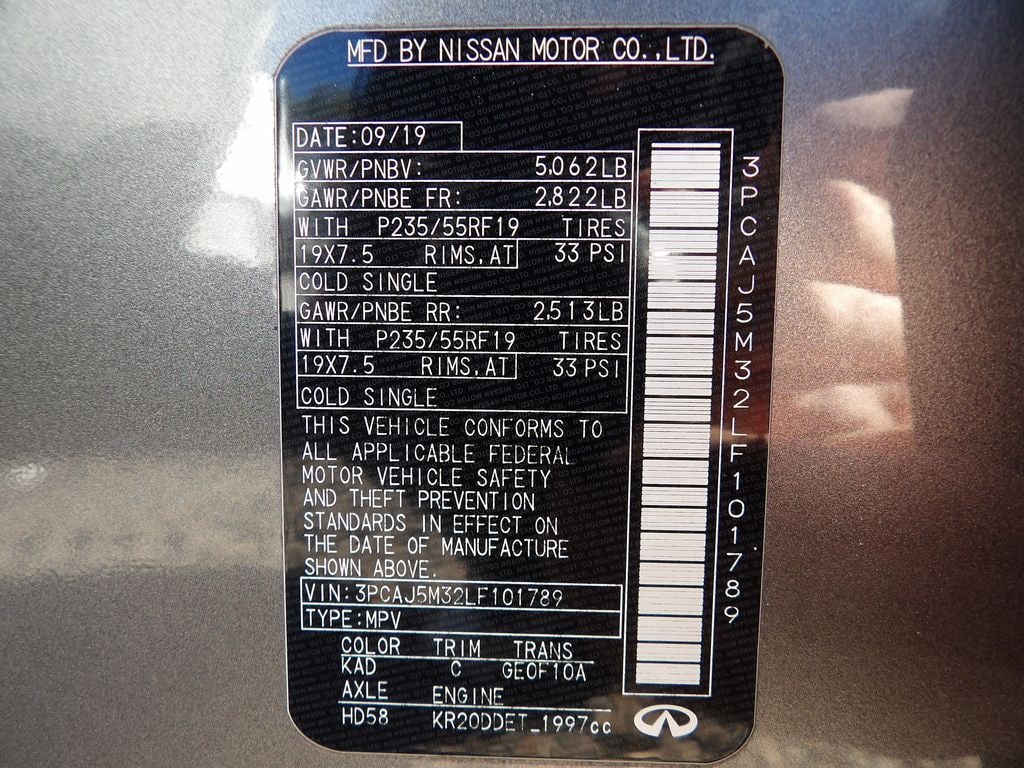 MFD BY NISSAN MOTOR CO.,LTD.
DATE:09/19
GVWR/PNBV: 5,062LB
GAWR/PNBE FR: 2,822LB
WITH P235/55RF19 TIRES
19X7.5 RIMS,AT 33 PSI
COLD SINGLE
GAWR/PNBE RR: 2,513LB
WITH P235/55RF19 TIRES
19X7.5 RIMS,AT 33 PSI
COLD SINGLE
THIS VEHICLE CONFORMS TO
ALL APPLICABLE FEDERAL
MOTOR VEHICLE SAFETY
AND THEFT PREVENTION
STANDARDS IN EFFECT ON
THE DATE OF MANUFACTURE
SHOWN ABOVE.
VIN:3PCAJ5M32LF101789
TYPE:MPV
COLOR TRIM TRANS
KAD C GE0F10A
AXLE ENGINE
HD58 KR20DDET_1997cc
3PCAJ5M32LF101789